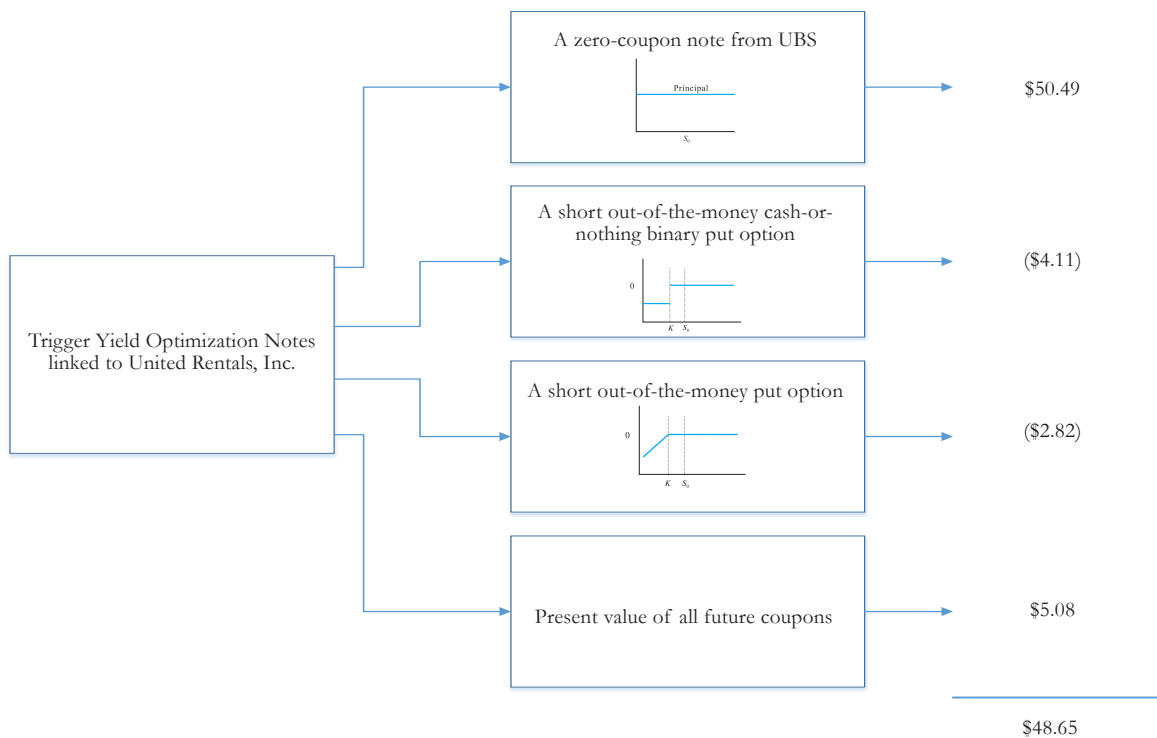 A zero-coupon note from UBS
Principal
S0
$50.49
A short out-of-the-money cash-or-
nothing binary put option
0
K
S0
($4.11)
Trigger Yield Optimization Notes
linked to United Rentals, Inc.
A short out-of-the-money put option
0
K
S0
($2.82)
Present value of all future coupons
$5.08
$48.65